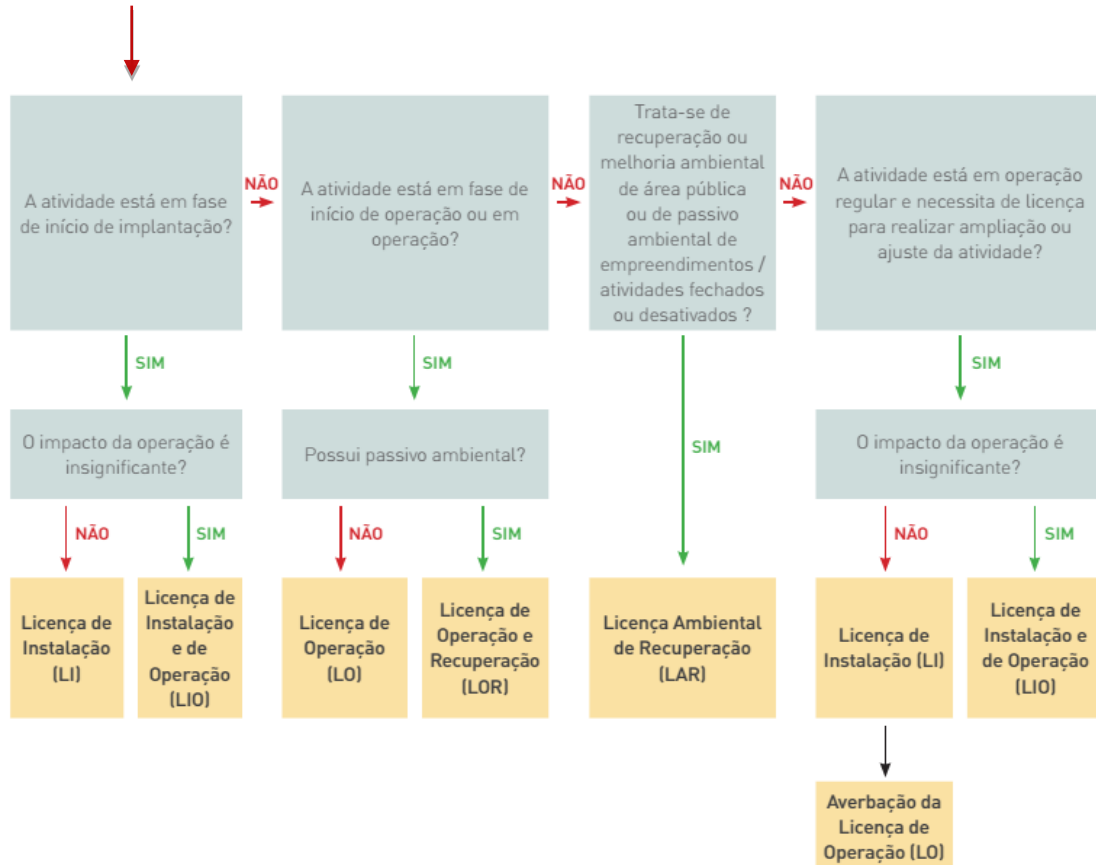 A atividade está em fase
de início de implantação?
NÃO
A atividade está em fase de
início de operação ou em
operação?
NÃO
Trata-se de
recuperação ou
melhoria ambiental
de área pública
ou de passivo
ambiental de
empreendimentos /
atividades fechados
ou desativados ?
NÃO
A atividade está em operação
regular e necessita de licença
para realizar ampliação ou
ajuste da atividade?
SIM
SIM
SIM
SIM
O impacto da operação é
insignificante?
Possui passivo ambiental?
O impacto da operação é
insignificante?
NÃO
SIM
NÃO
SIM
NÃO
SIM
Licença de
Instalação
(LI)
Licença de
Instalação
e de
Operação
(LIO)
Licença de
Operação
(LO)
Licença de
Operação e
Recuperação
(LOR)
Licença Ambiental
de Recuperação
(LAR)
Licença de
Instalação (LI)
Licença de
Instalação e
de Operação
(LIO)
Averbação da
Licença de
Operação (LO)